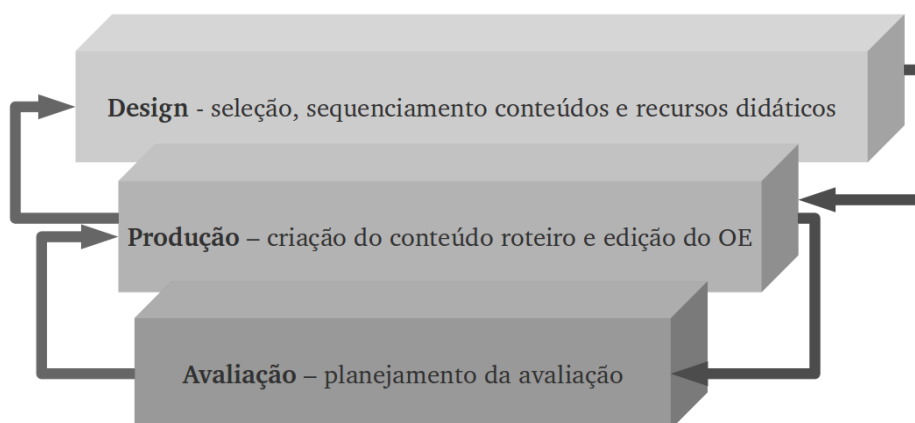 Design - seleção, sequenciamento conteúdos e recursos didáticos
Produção – criação do conteúdo roteiro e edição do OE
Avaliação – planejamento da avaliação